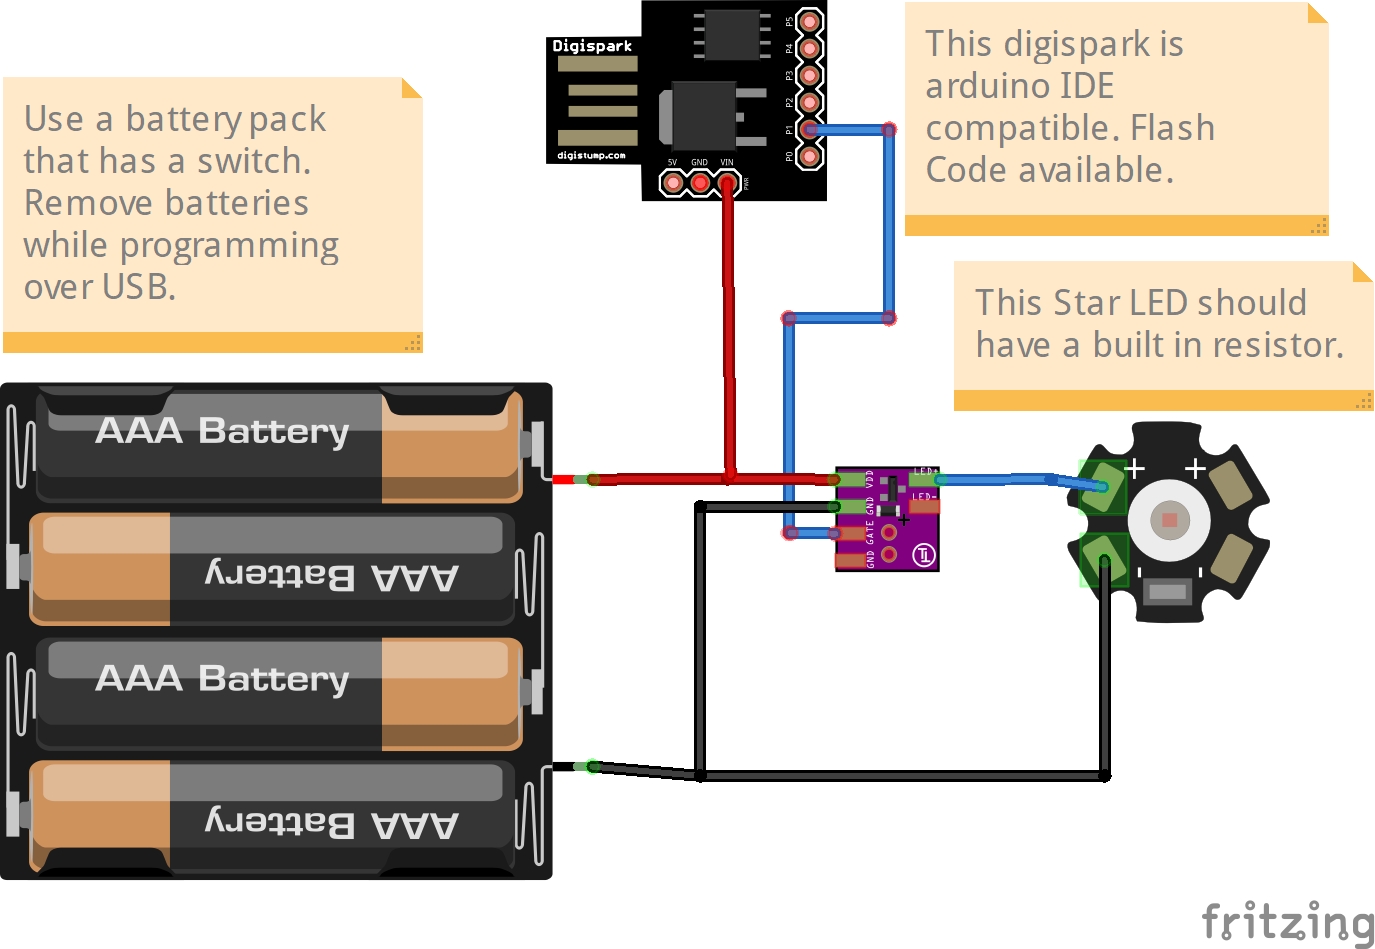 Use a battery pack
that has a switch.
Remove batteries
while programming
over USB.
Digispark
digistump.com
5V
GND
VIN
PWR
P5
P4
P3
P2
P1
P0
This digispark is
arduino IDE
compatible. Flash
Code available.
This Star LED should
have a built in resistor.
AAA Battery
AAA Battery
AAA Battery
AAA Battery
VDD
GND
GATE
GND
LED+
LED-
+
+
+
fritzing